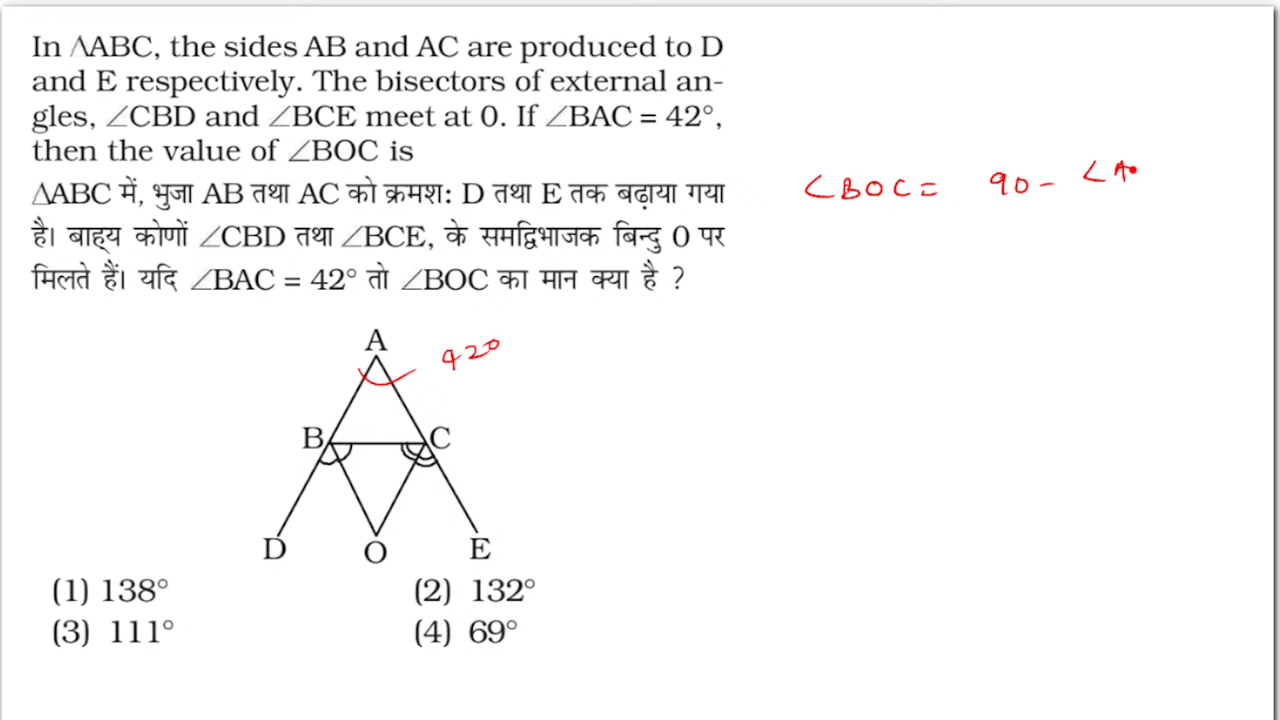 In ΔABC, the sides AB and AC are produced to D
and E respectively. The bisectors of external an-
gles, ∠CBD and ∠BCE meet at 0. If ∠BAC = 42°,
then the value of ∠BOC is
ΔABC में, भुजा AB तथा AC को क्रमश: D तथा E तक बढ़ाया गया
है। बाह्य कोणों ∠CBD तथा ∠BCE, के समद्विभाजक बिन्दु 0 पर
मिलते हैं। यदि ∠BAC = 42° तो ∠BOC का मान क्या है ?
∠BOC = 90 - ∠A
A
420
B C
D O E
(1) 138° (2) 132°
(3) 111° (4) 69°